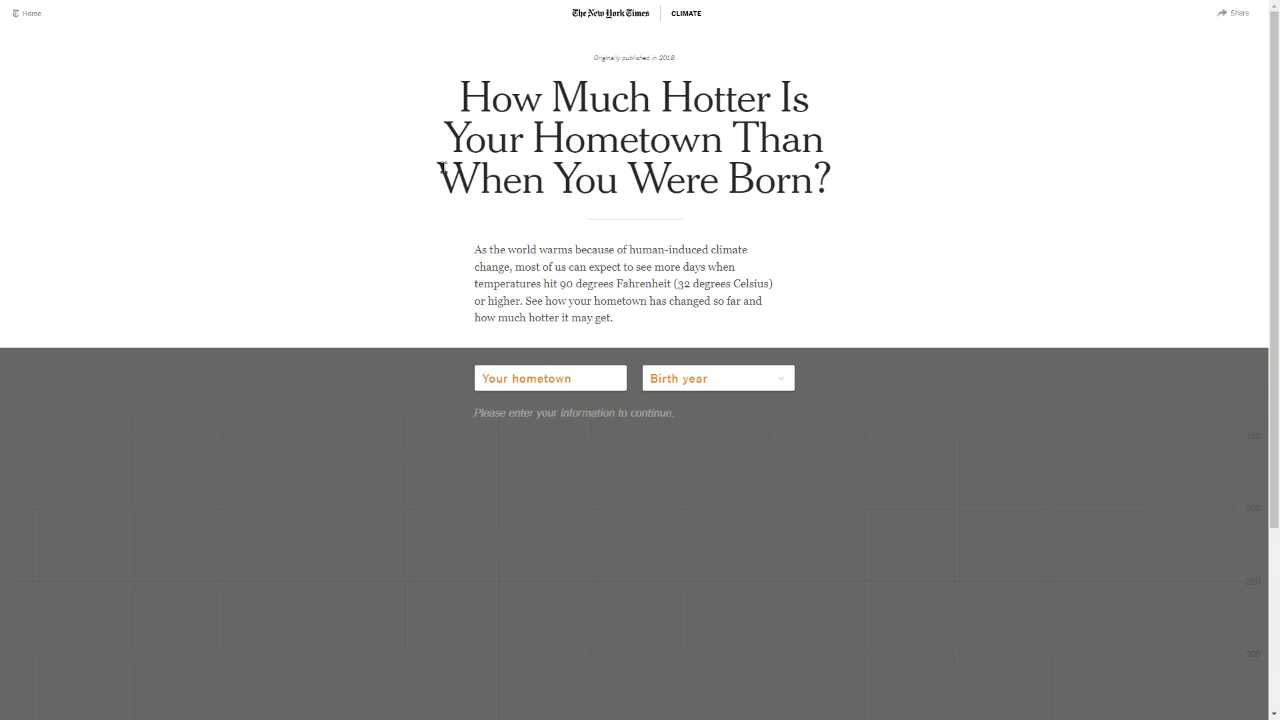 Home
The New York Times
CLIMATE
Share
Originally published in 2018
How Much Hotter Is
Your Hometown Than
When You Were Born?
As the world warms because of human-induced climate
change, most of us can expect to see more days when
temperatures hit 90 degrees Fahrenheit (32 degrees Celsius)
or higher. See how your hometown has changed so far and
how much hotter it may get.
Your hometown
Birth year
Please enter your information to continue.
350
300
250
200